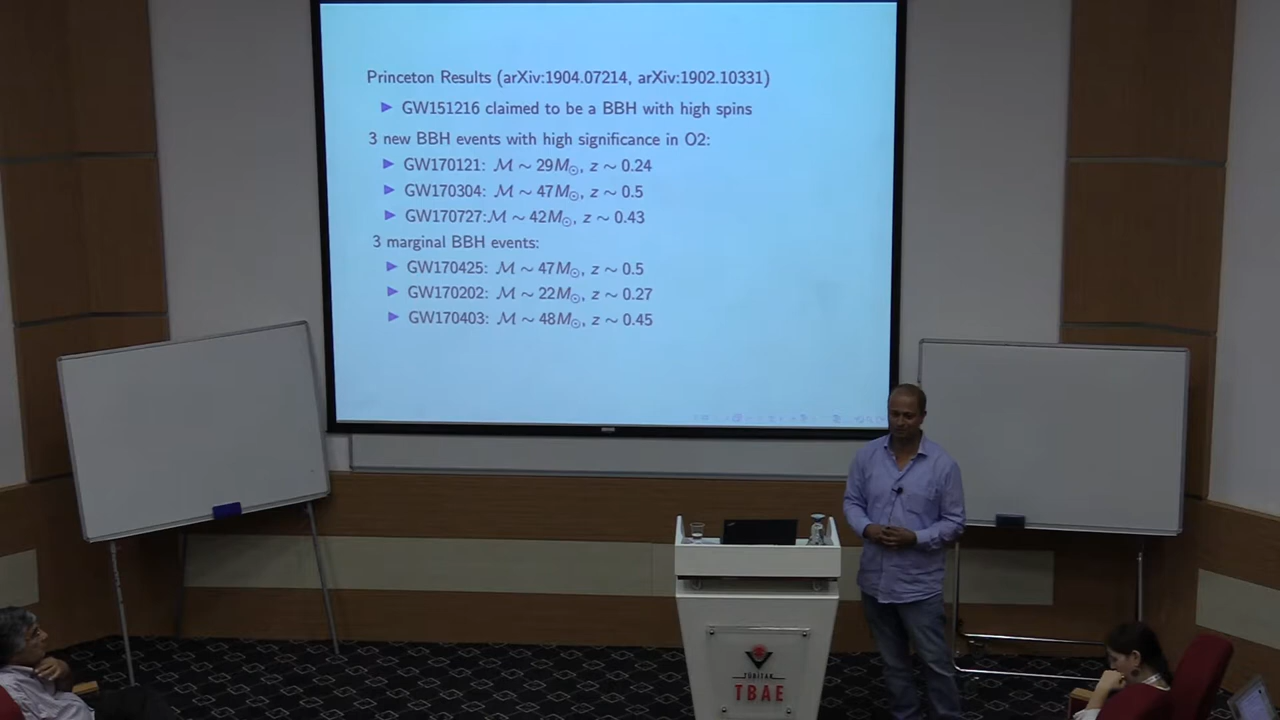 Princeton Results (arXiv:1904.07214, arXiv:1902.10331)
▶ GW151216 claimed to be a BBH with high spins
3 new BBH events with high significance in O2:
▶ GW170121: ℳ ∼ 29M☉, z ∼ 0.24
▶ GW170304: ℳ ∼ 47M☉, z ∼ 0.5
▶ GW170727:ℳ ∼ 42M☉, z ∼ 0.43
3 marginal BBH events:
▶ GW170425: ℳ ∼ 47M☉, z ∼ 0.5
▶ GW170202: ℳ ∼ 22M☉, z ∼ 0.27
▶ GW170403: ℳ ∼ 48M☉, z ∼ 0.45
TÜBİTAK
TBAE